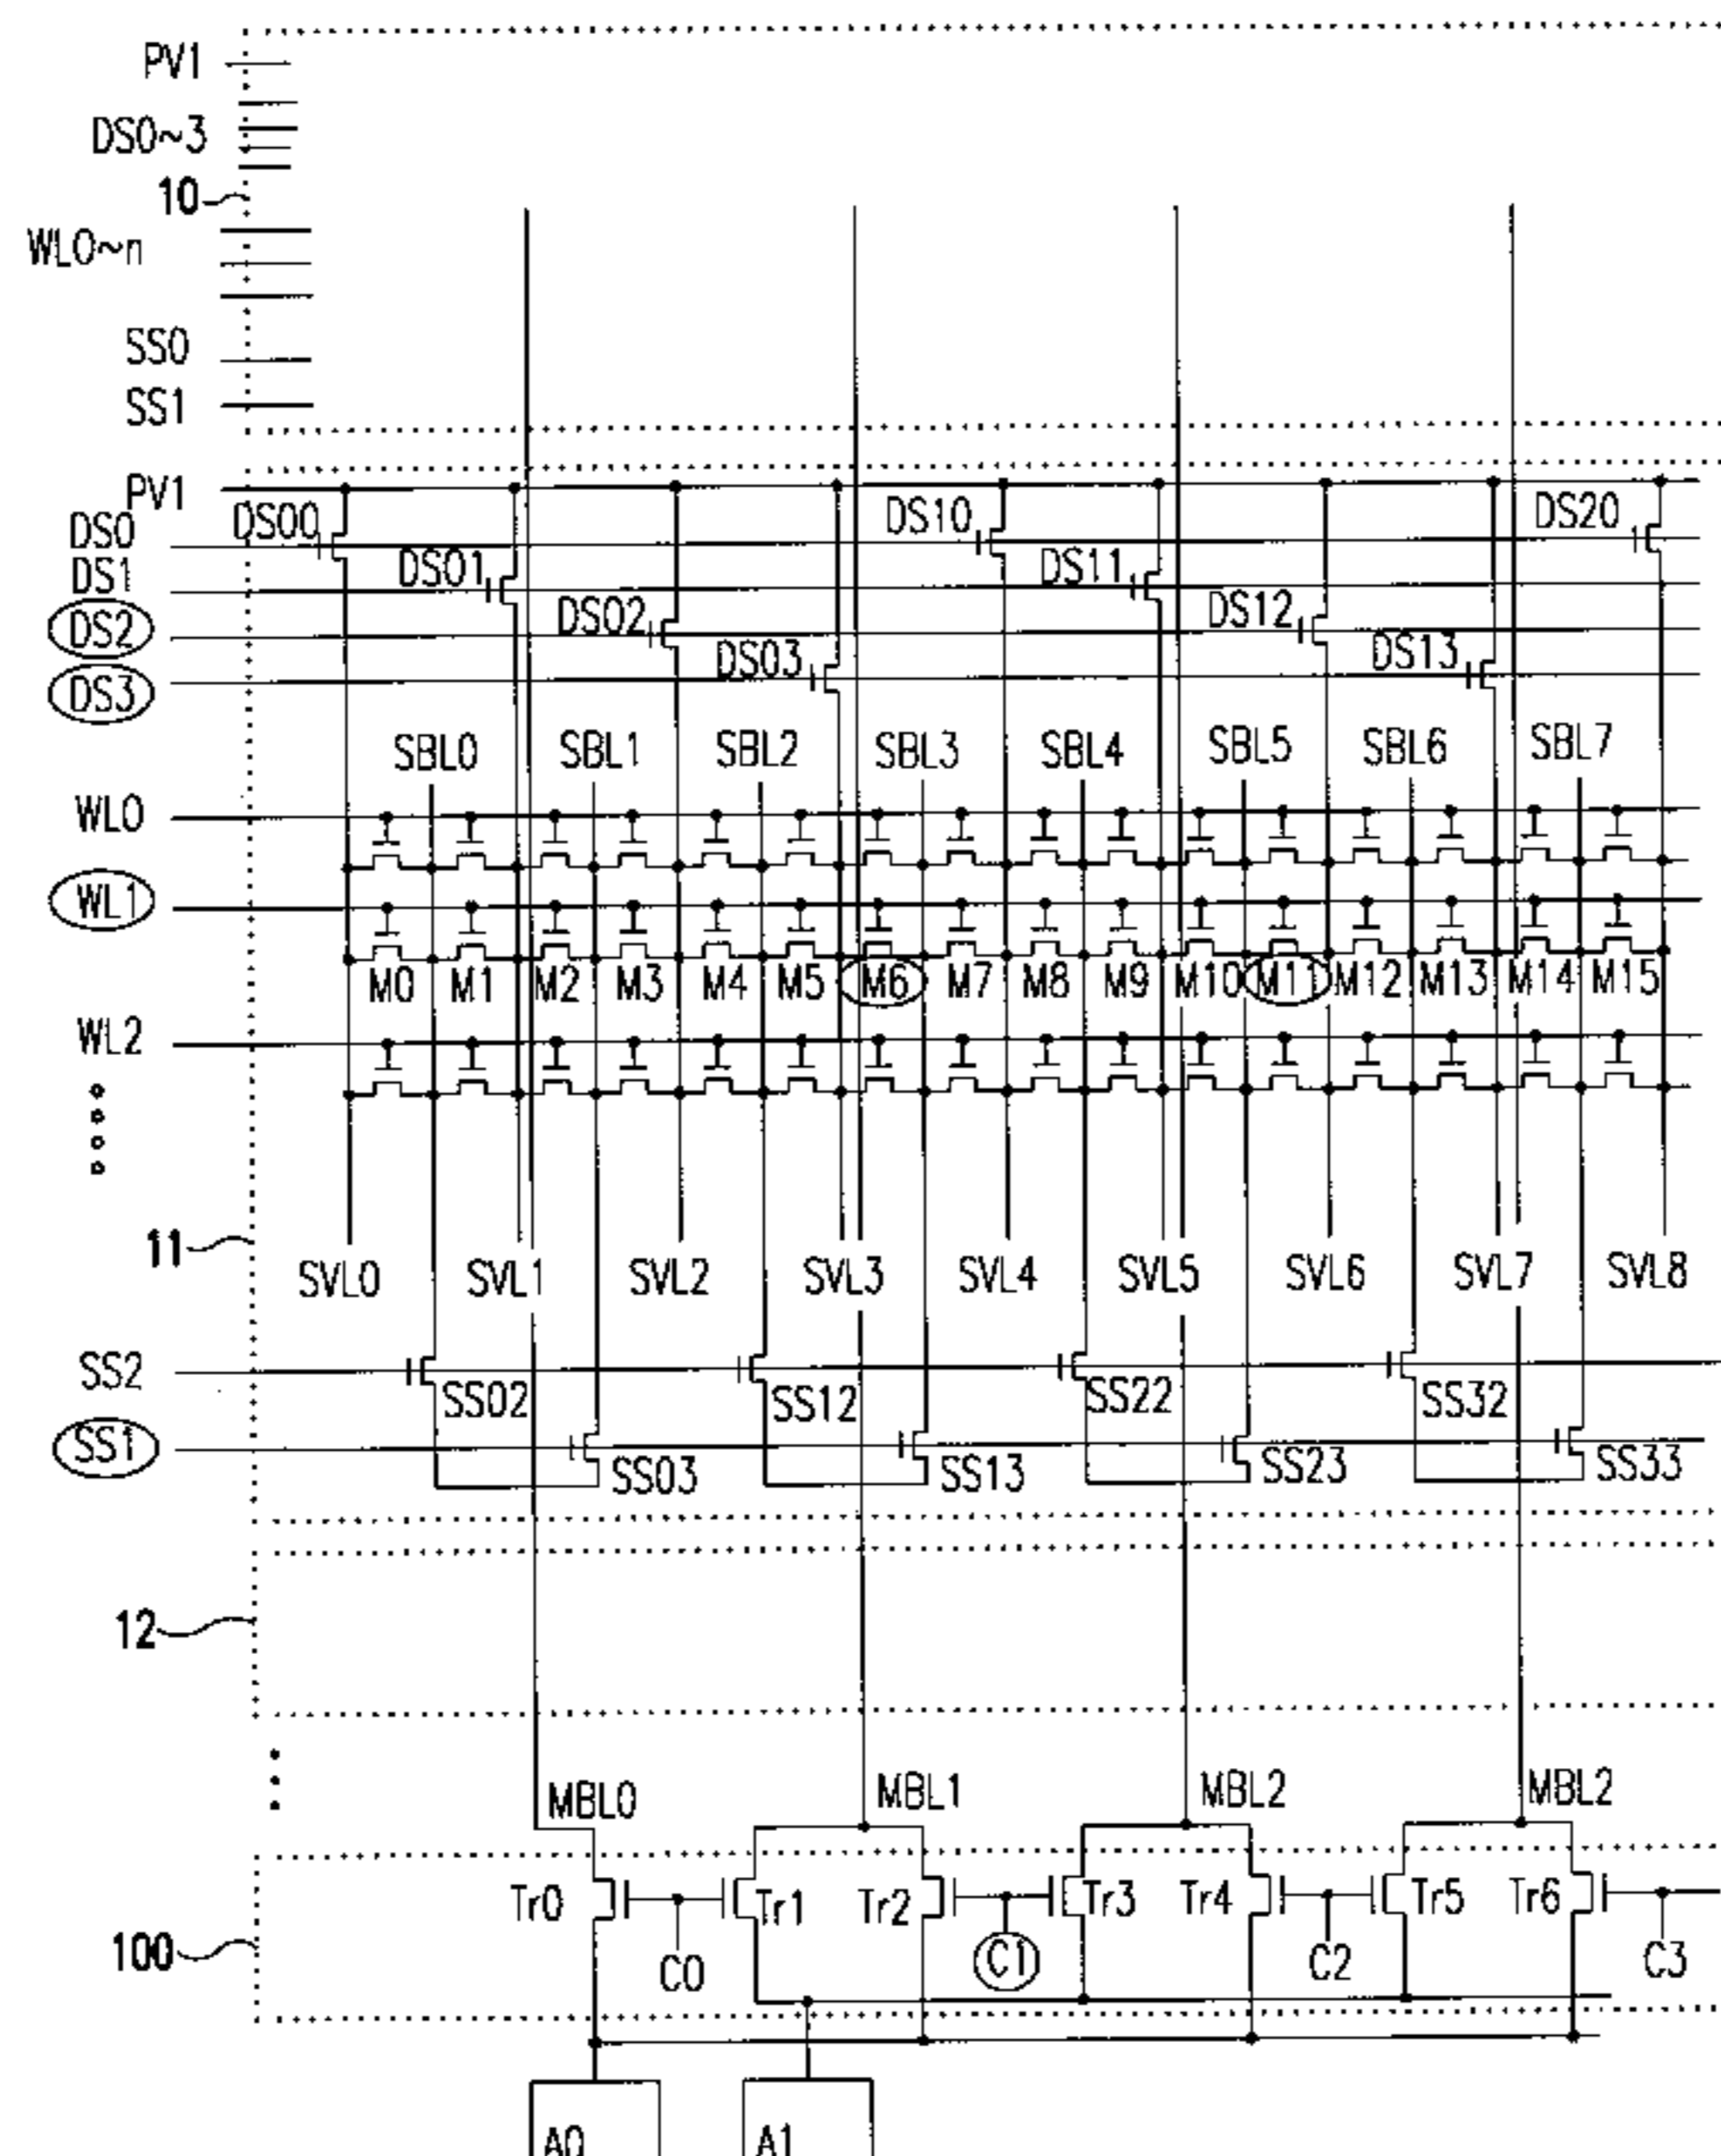 PV1
DS0~3
10
WL0~n
SS0
SS1
PV1
DS00 DS10 DS20
DS0
DS01 DS11
DS1
DS02 DS12
DS2
DS03 DS13
DS3
SBL0 SBL1 SBL2 SBL3 SBL4 SBL5 SBL6 SBL7
WL0
WL1
M0 M1 M2 M3 M4 M5 M6 M7 M8 M9 M10 M11 M12 M13 M14 M15
WL2
11
SVL0 SVL1 SVL2 SVL3 SVL4 SVL5 SVL6 SVL7 SVL8
SS2
SS02 SS12 SS22 SS32
SS1
SS03 SS13 SS23 SS33
12
MBL0 MBL1 MBL2 MBL2
Tr0 Tr1 Tr2 Tr3 Tr4 Tr5 Tr6
100
C0 C1 C2 C3
A0 A1